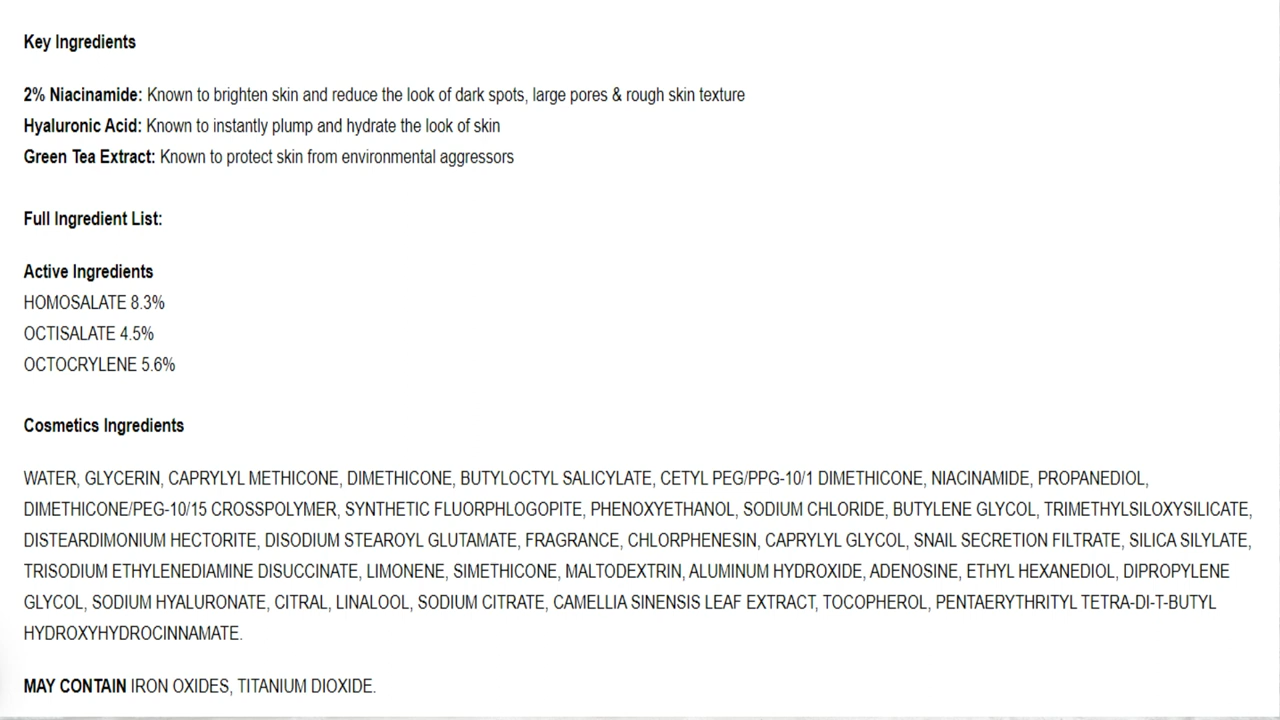 Key Ingredients
2% Niacinamide: Known to brighten skin and reduce the look of dark spots, large pores & rough skin texture
Hyaluronic Acid: Known to instantly plump and hydrate the look of skin
Green Tea Extract: Known to protect skin from environmental aggressors
Full Ingredient List:
Active Ingredients
HOMOSALATE 8.3%
OCTISALATE 4.5%
OCTOCRYLENE 5.6%
Cosmetics Ingredients
WATER, GLYCERIN, CAPRYLYL METHICONE, DIMETHICONE, BUTYLOCTYL SALICYLATE, CETYL PEG/PPG-10/1 DIMETHICONE, NIACINAMIDE, PROPANEDIOL,
DIMETHICONE/PEG-10/15 CROSSPOLYMER, SYNTHETIC FLUORPHLOGOPITE, PHENOXYETHANOL, SODIUM CHLORIDE, BUTYLENE GLYCOL, TRIMETHYLSILOXYSILICATE,
DISTEARDIMONIUM HECTORITE, DISODIUM STEAROYL GLUTAMATE, FRAGRANCE, CHLORPHENESIN, CAPRYLYL GLYCOL, SNAIL SECRETION FILTRATE, SILICA SILYLATE,
TRISODIUM ETHYLENEDIAMINE DISUCCINATE, LIMONENE, SIMETHICONE, MALTODEXTRIN, ALUMINUM HYDROXIDE, ADENOSINE, ETHYL HEXANEDIOL, DIPROPYLENE
GLYCOL, SODIUM HYALURONATE, CITRAL, LINALOOL, SODIUM CITRATE, CAMELLIA SINENSIS LEAF EXTRACT, TOCOPHEROL, PENTAERYTHRITYL TETRA-DI-T-BUTYL
HYDROXYHYDROCINNAMATE.
MAY CONTAIN IRON OXIDES, TITANIUM DIOXIDE.